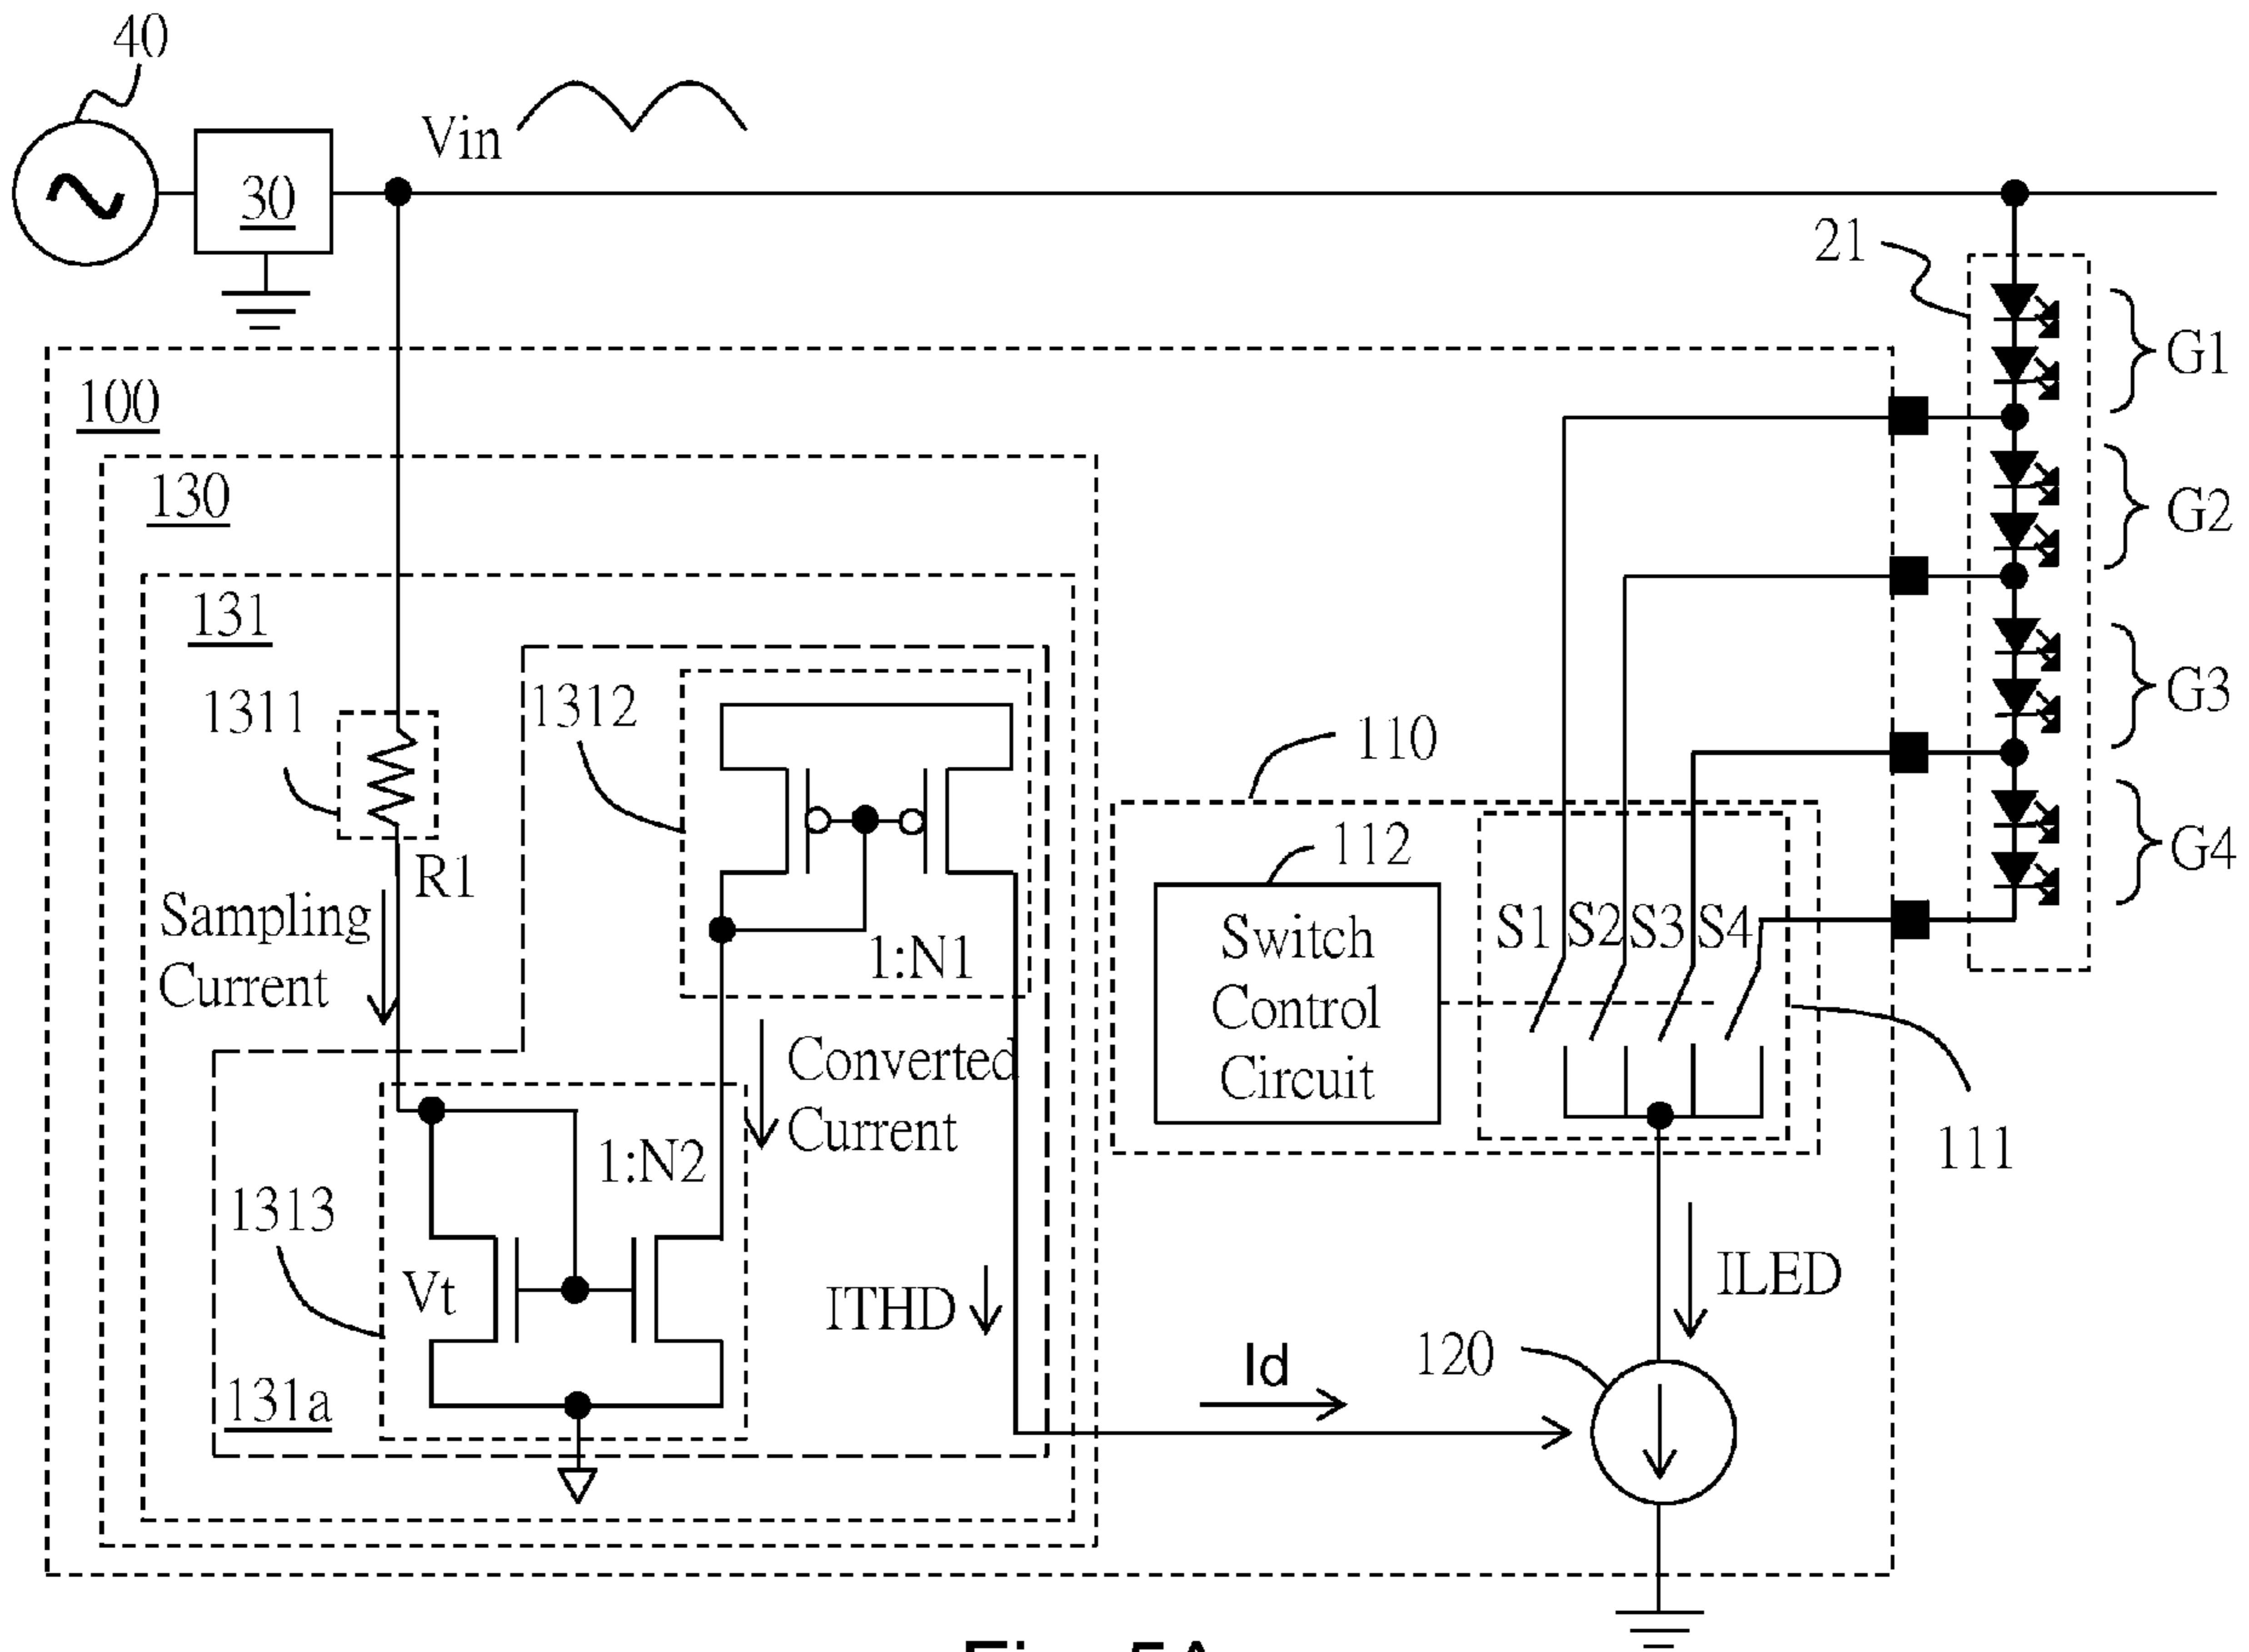 40
Vin
30
21
G1
100
G2
130
131
G3
1311
1312
110
112
G4
R1
Sampling
Current
S1 S2 S3 S4
1:N1
Switch
Control
Circuit
Converted
Current
111
1:N2
1313
Vt
ITHD
ILED
Id
120
131a